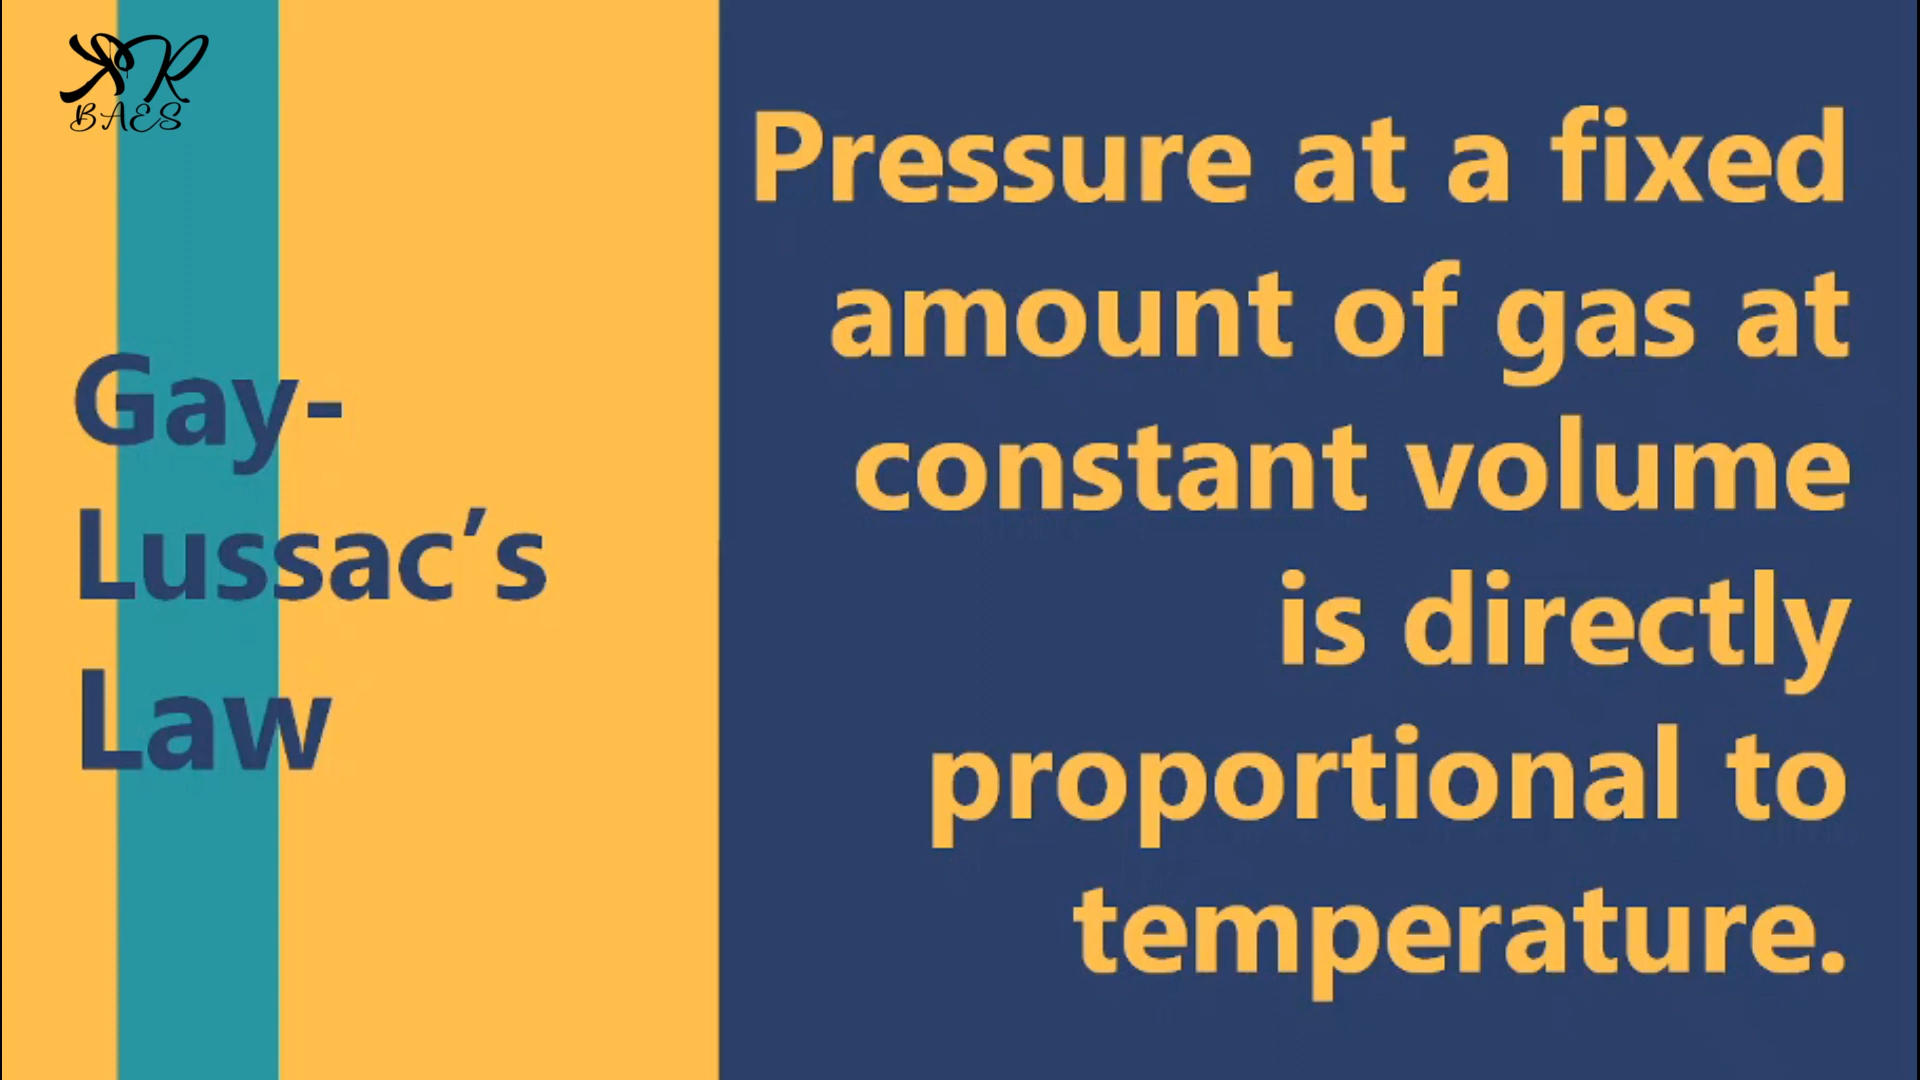 KR
BAES
Gay-
Lussac’s
Law
Pressure at a fixed
amount of gas at
constant volume
is directly
proportional to
temperature.